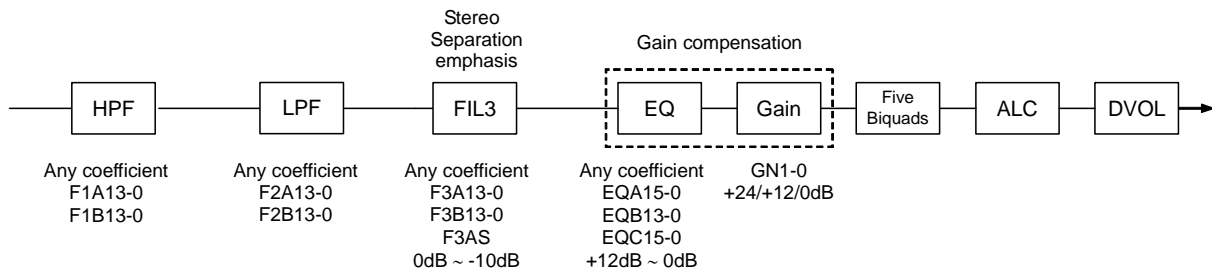 Stereo
Separation
emphasis
Gain compensation
HPF
LPF
FIL3
EQ
Gain
Five
Biquads
ALC
DVOL
Any coefficient
F1A13-0
F1B13-0
Any coefficient
F2A13-0
F2B13-0
Any coefficient
F3A13-0
F3B13-0
F3AS
0dB ~ -10dB
Any coefficient
EQA15-0
EQB13-0
EQC15-0
+12dB ~ 0dB
GN1-0
+24/+12/0dB